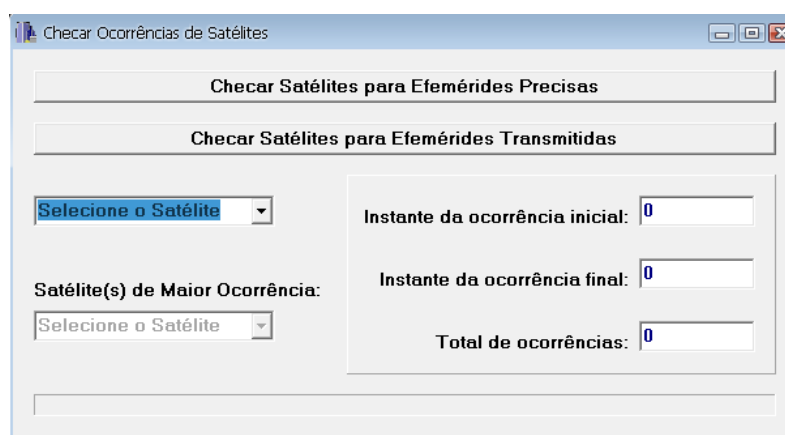 Checar Ocorrências de Satélites
Checar Satélites para Efemérides Precisas
Checar Satélites para Efemérides Transmitidas
Selecione o Satélite
Instante da ocorrência inicial: 0
Instante da ocorrência final: 0
Satélite(s) de Maior Ocorrência:
Selecione o Satélite
Total de ocorrências: 0